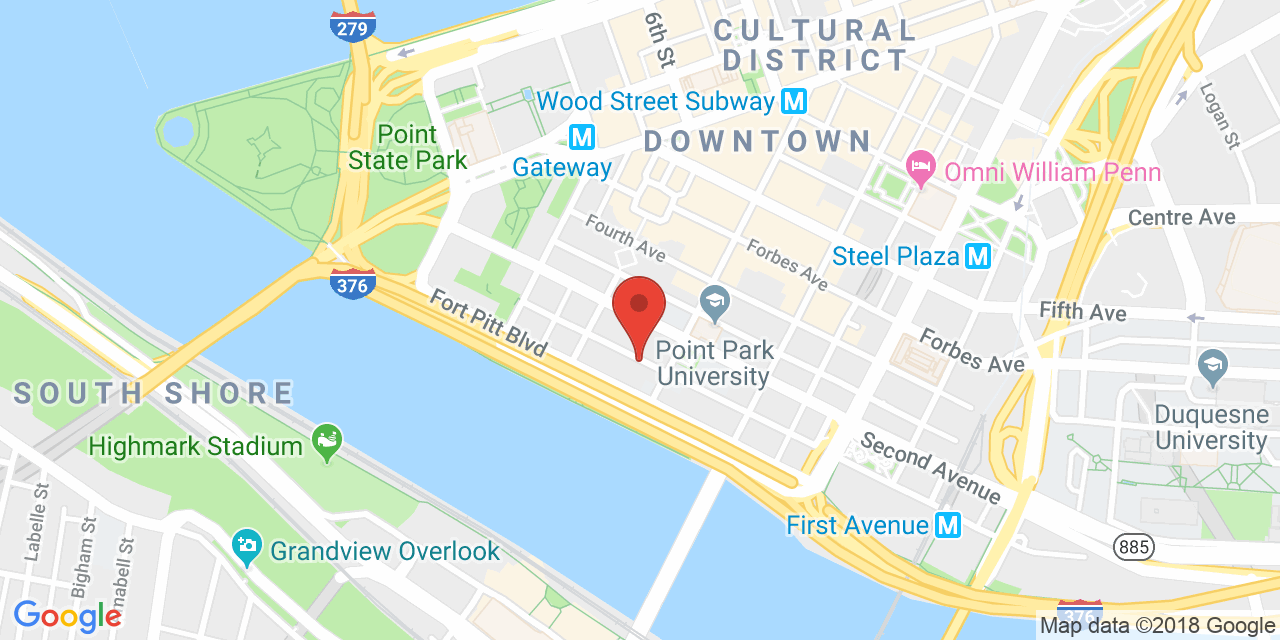 279
6th St
CULTURAL
DISTRICT
Wood Street Subway M
Logan St
Point
State Park
M
Gateway
DOWNTOWN
Omni William Penn
Centre Ave
Fourth Ave
Forbes Ave
Steel Plaza M
376
Fort Pitt Blvd
Fifth Ave
Forbes Ave
Point Park
University
SOUTH SHORE
Highmark Stadium
Duquesne
University
Second Avenue
Labelle St
Bigham St
First Avenue M
885
Grandview Overlook
Google
376
Map data ©2018 Google